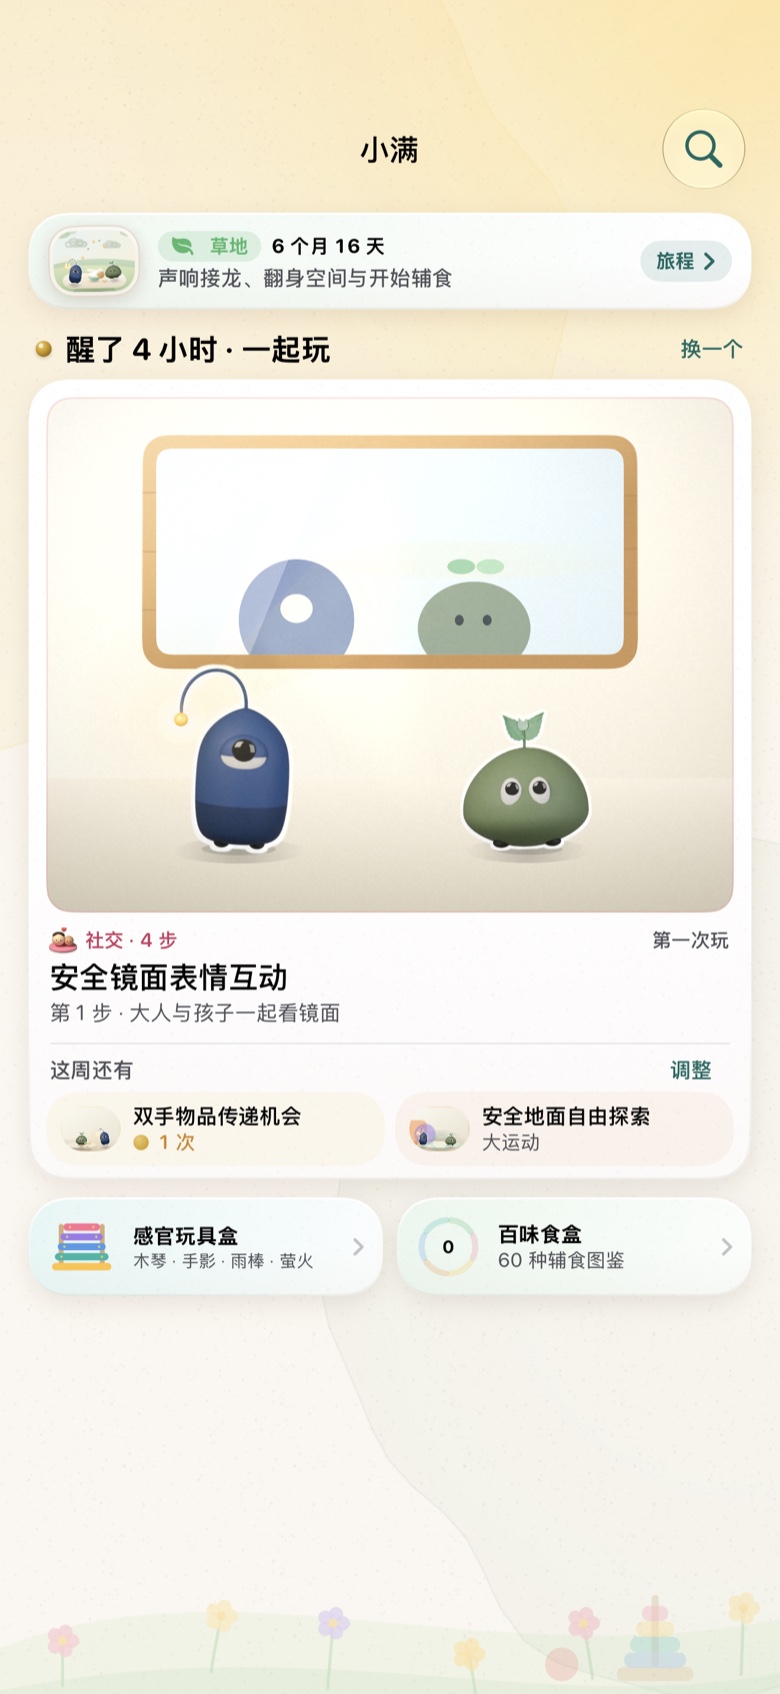 小满
草地 6 个月 16 天
声响接龙、翻身空间与开始辅食
旅程
醒了 4 小时 · 一起玩
换一个
社交 · 4 步
第一次玩
安全镜面表情互动
第 1 步 · 大人与孩子一起看镜面
这周还有
调整
双手物品传递机会
1 次
安全地面自由探索
大运动
感官玩具盒
木琴 · 手影 · 雨棒 · 萤火
0
百味食盒
60 种辅食图鉴